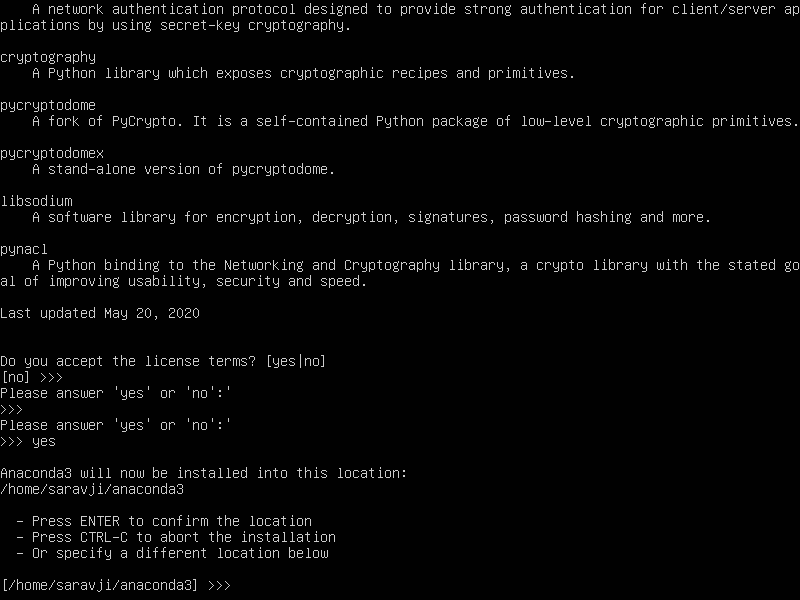 A network authentication protocol designed to provide strong authentication for client/server ap
plications by using secret-key cryptography.
cryptography
A Python library which exposes cryptographic recipes and primitives.
pycryptodome
A fork of PyCrypto. It is a self-contained Python package of low-level cryptographic primitives.
pycryptodomex
A stand-alone version of pycryptodome.
libsodium
A software library for encryption, decryption, signatures, password hashing and more.
pynacl
A Python binding to the Networking and Cryptography library, a crypto library with the stated go
al of improving usability, security and speed.
Last updated May 20, 2020
Do you accept the license terms? [yes|no]
[no] >>>
Please answer 'yes' or 'no':'
>>>
Please answer 'yes' or 'no':'
>>> yes
Anaconda3 will now be installed into this location:
/home/saravji/anaconda3
- Press ENTER to confirm the location
- Press CTRL-C to abort the installation
- Or specify a different location below
[/home/saravji/anaconda3] >>>